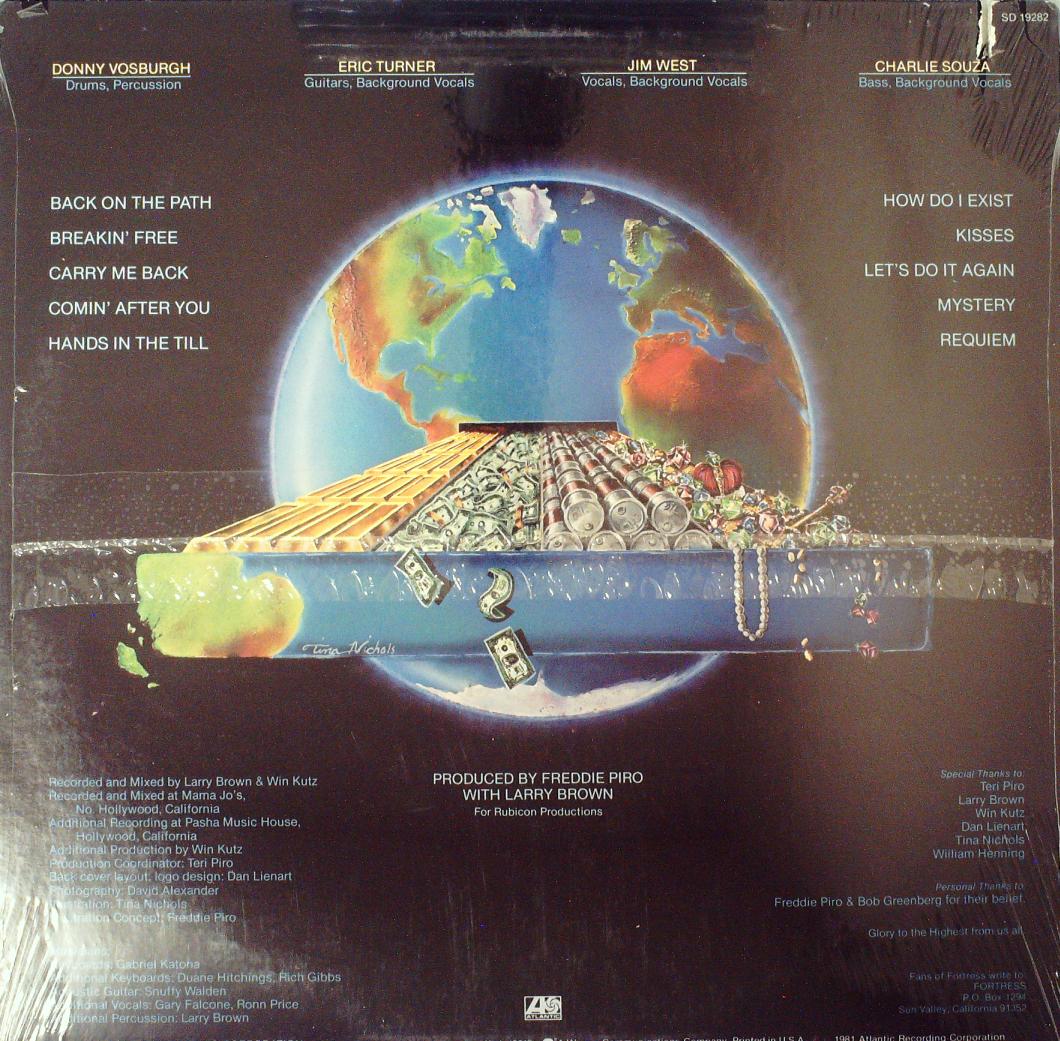 SD 19282
DONNY VOSBURGH
Drums, Percussion
ERIC TURNER
Guitars, Background Vocals
JIM WEST
Vocals, Background Vocals
CHARLIE SOUZA
Bass, Background Vocals
BACK ON THE PATH
BREAKIN' FREE
CARRY ME BACK
COMIN' AFTER YOU
HANDS IN THE TILL
HOW DO I EXIST
KISSES
LET'S DO IT AGAIN
MYSTERY
REQUIEM
Tina Nichols
Recorded and Mixed by Larry Brown & Win Kutz
Recorded and Mixed at Mama Jo's,
No. Hollywood, California
Additional Recording at Pasha Music House,
Hollywood, California
Additional Production by Win Kutz
Production Coordinator: Teri Piro
Back cover layout, logo design: Dan Lienart
Photography: David Alexander
Illustration: Tina Nichols
Illustration Concept: Freddie Piro
Keyboards: Gabriel Katona
Additional Keyboards: Duane Hitchings, Rich Gibbs
Acoustic Guitar: Snuffy Walden
Additional Vocals: Gary Falcone, Ronn Price
Additional Percussion: Larry Brown
PRODUCED BY FREDDIE PIRO
WITH LARRY BROWN
For Rubicon Productions
Special Thanks to:
Teri Piro
Larry Brown
Win Kutz
Dan Lienart,
Tina Nichols
William Henning
Personal Thanks to:
Freddie Piro & Bob Greenberg for their belief.
Glory to the Highest from us all.
Fans of Fortress write to:
FORTRESS
P.O. Box 1294
Sun Valley, California 91352
ATLANTIC
Communications Company. Printed in U.S.A.
1981 Atlantic Recording Corporation